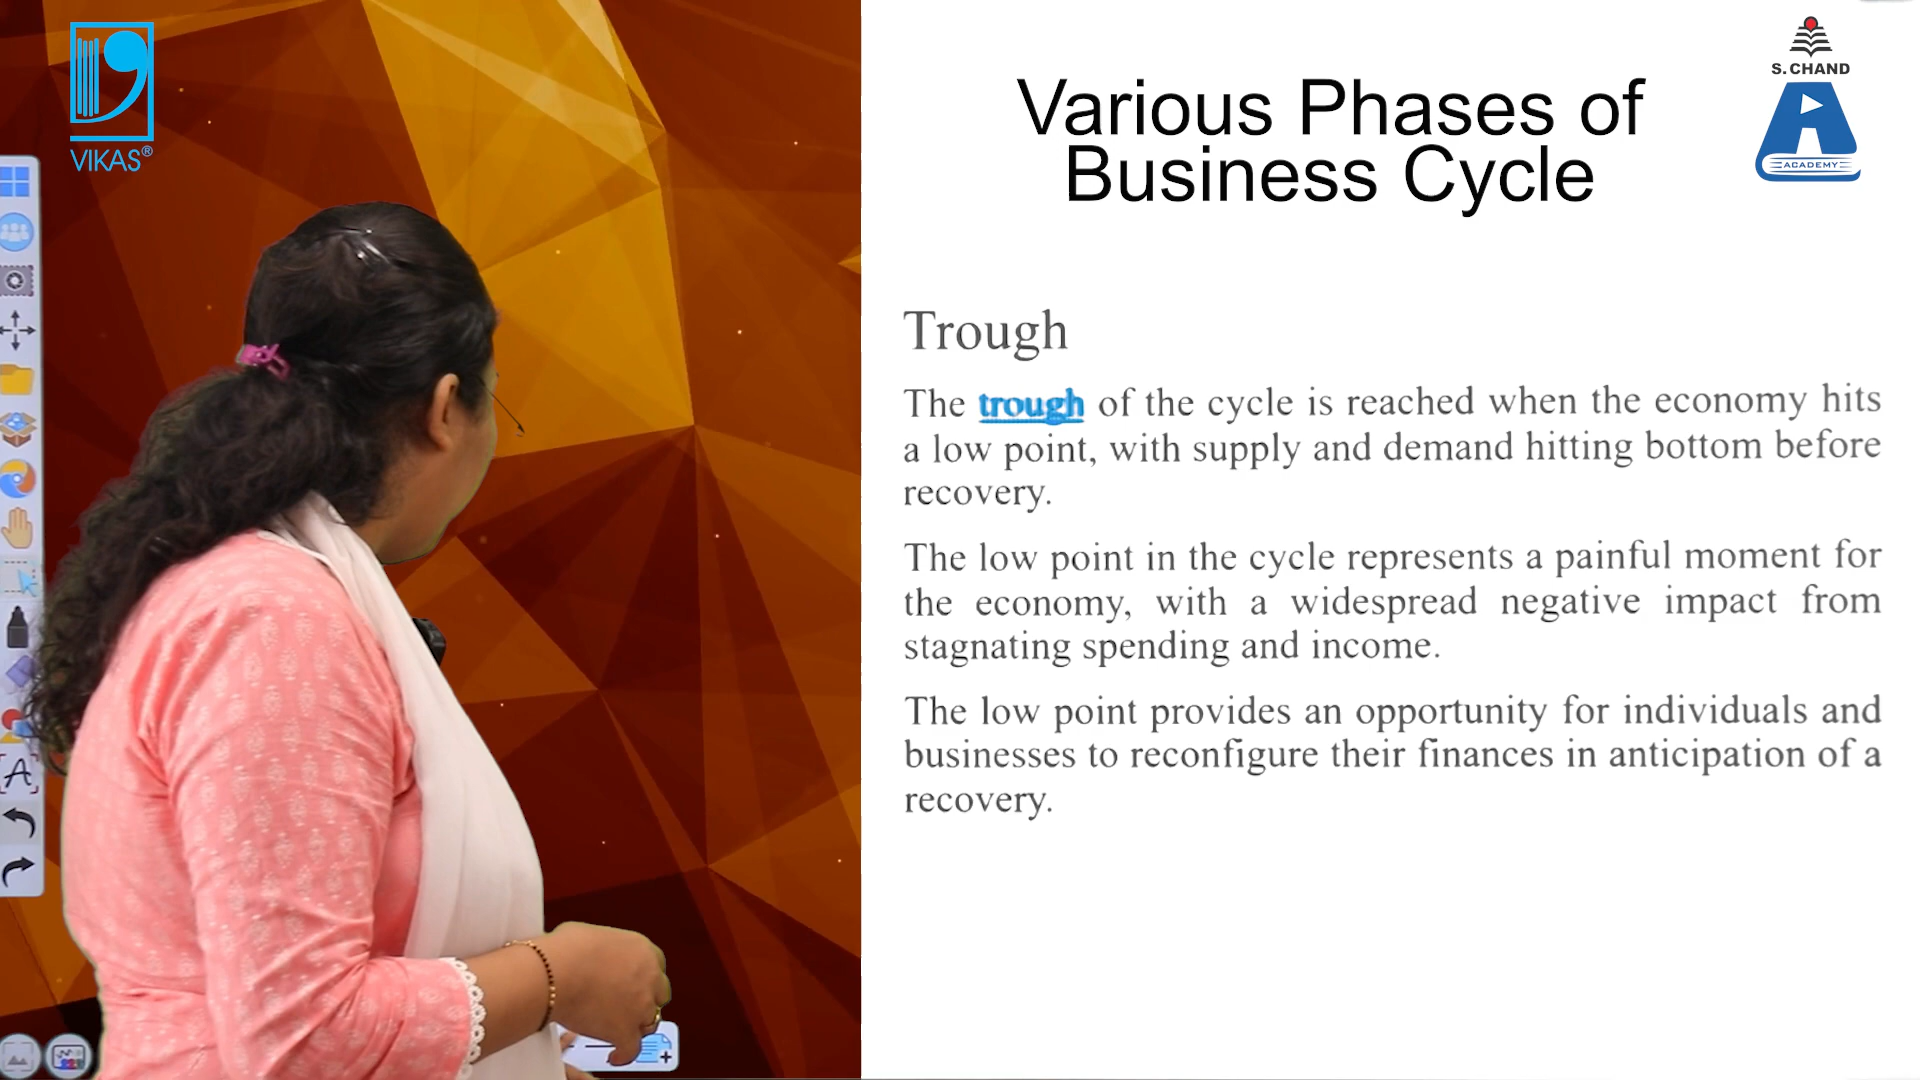 VIKAS®
S. CHAND
ACADEMY
Various Phases of
Business Cycle
Trough
The trough of the cycle is reached when the economy hits
a low point, with supply and demand hitting bottom before
recovery.
The low point in the cycle represents a painful moment for
the economy, with a widespread negative impact from
stagnating spending and income.
The low point provides an opportunity for individuals and
businesses to reconfigure their finances in anticipation of a
recovery.